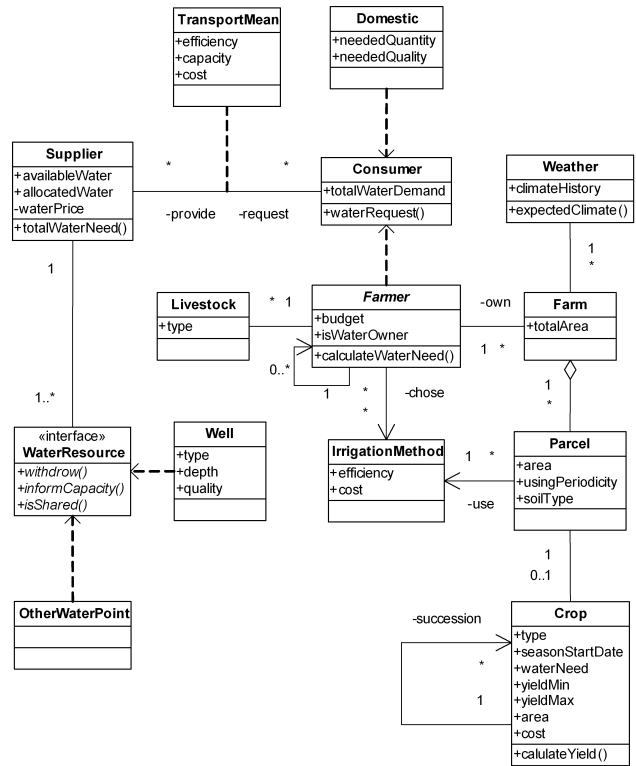 TransportMean
+efficiency
+capacity
+cost
Domestic
+neededQuantity
+neededQuality
Supplier
+availableWater
+allocatedWater
-waterPrice
+totalWaterNeed()
*
*
-provide
-request
Consumer
+totalWaterDemand
+waterRequest()
Weather
+climateHistory
+expectedClimate()
1
1
*
Livestock
+type
*
1
Farmer
+budget
+isWaterOwner
+calculateWaterNeed()
-own
1
*
Farm
+totalArea
0..*
1
*
*
-chose
1
*
1..*
«interface»
WaterResource
+withdrow()
+informCapacity()
+isShared()
Well
+type
+depth
+quality
IrrigationMethod
+efficiency
+cost
1
*
-use
Parcel
+area
+usingPeriodicity
+soilType
1
0..1
OtherWaterPoint
-succession
*
1
Crop
+type
+seasonStartDate
+waterNeed
+yieldMin
+yieldMax
+area
+cost
+calulateYield()